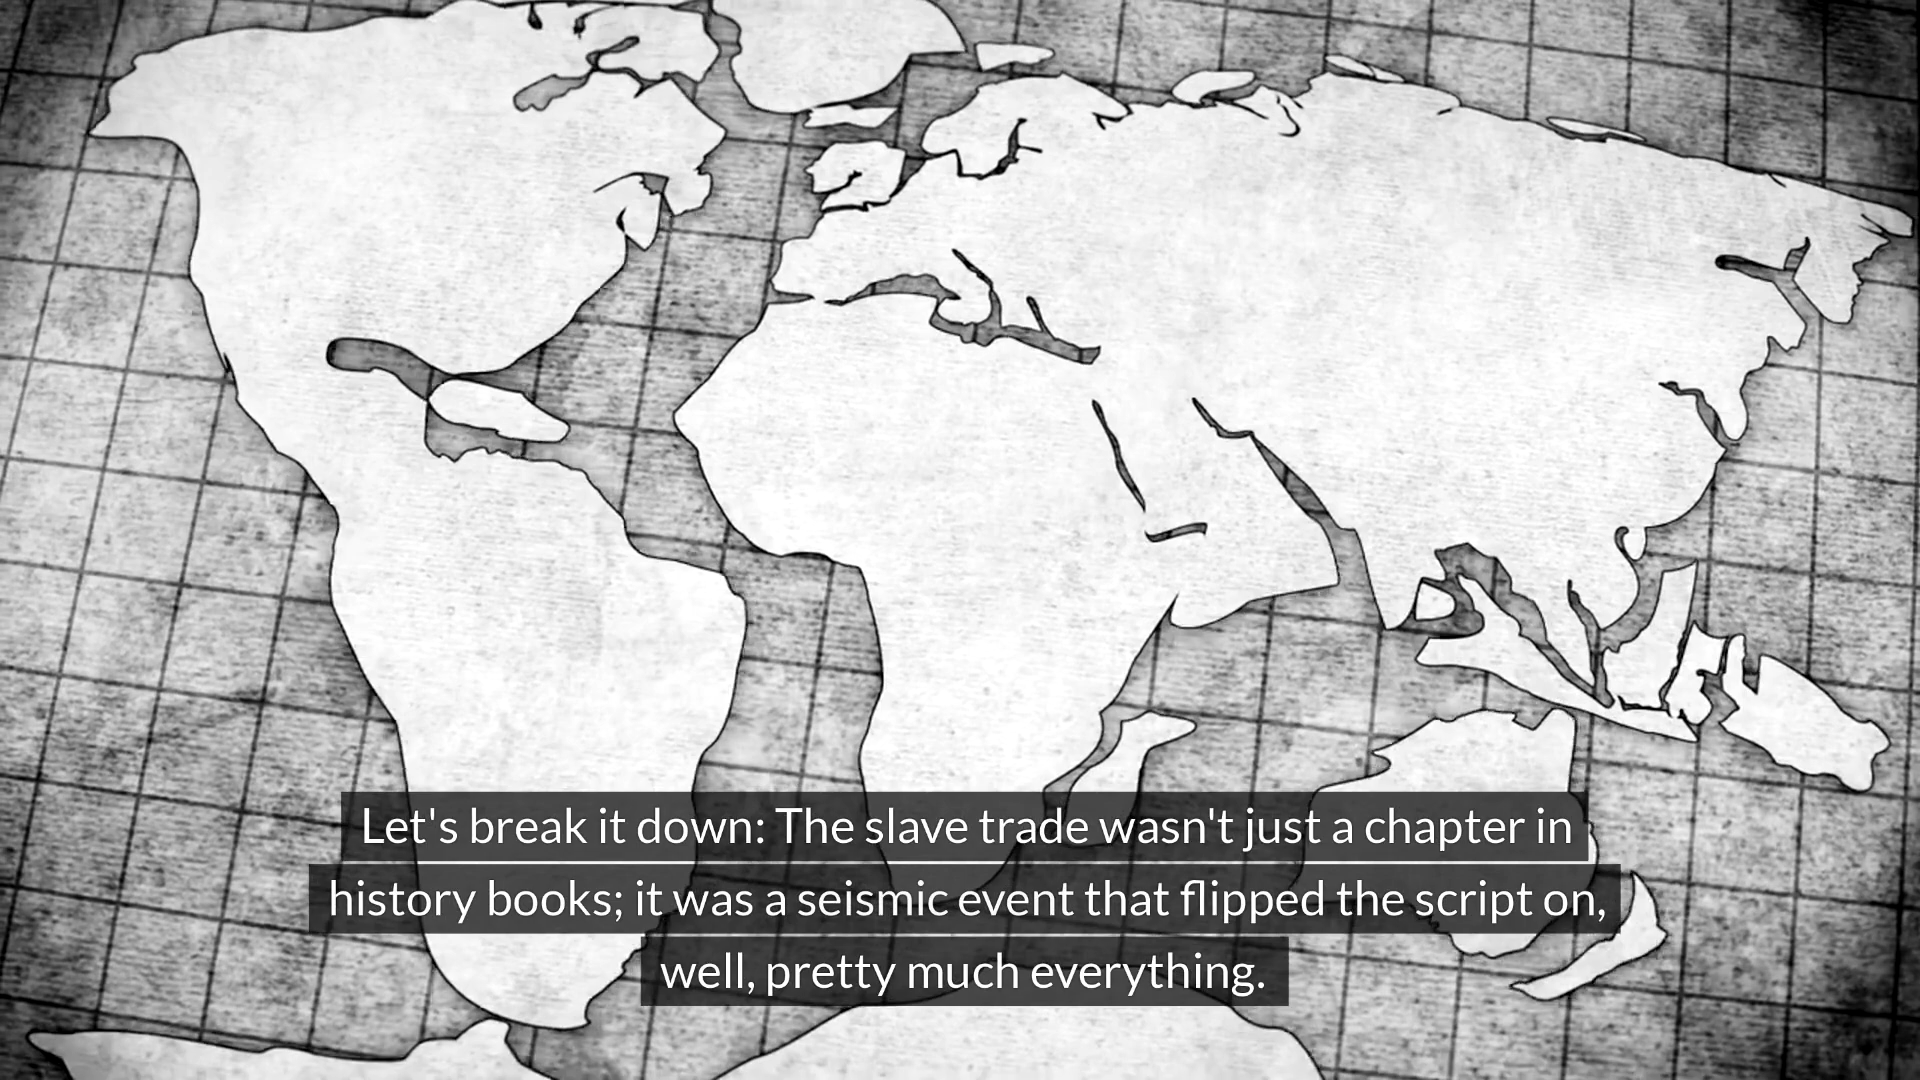 Let's break it down: The slave trade wasn't just a chapter in
history books; it was a seismic event that flipped the script on,
well, pretty much everything.